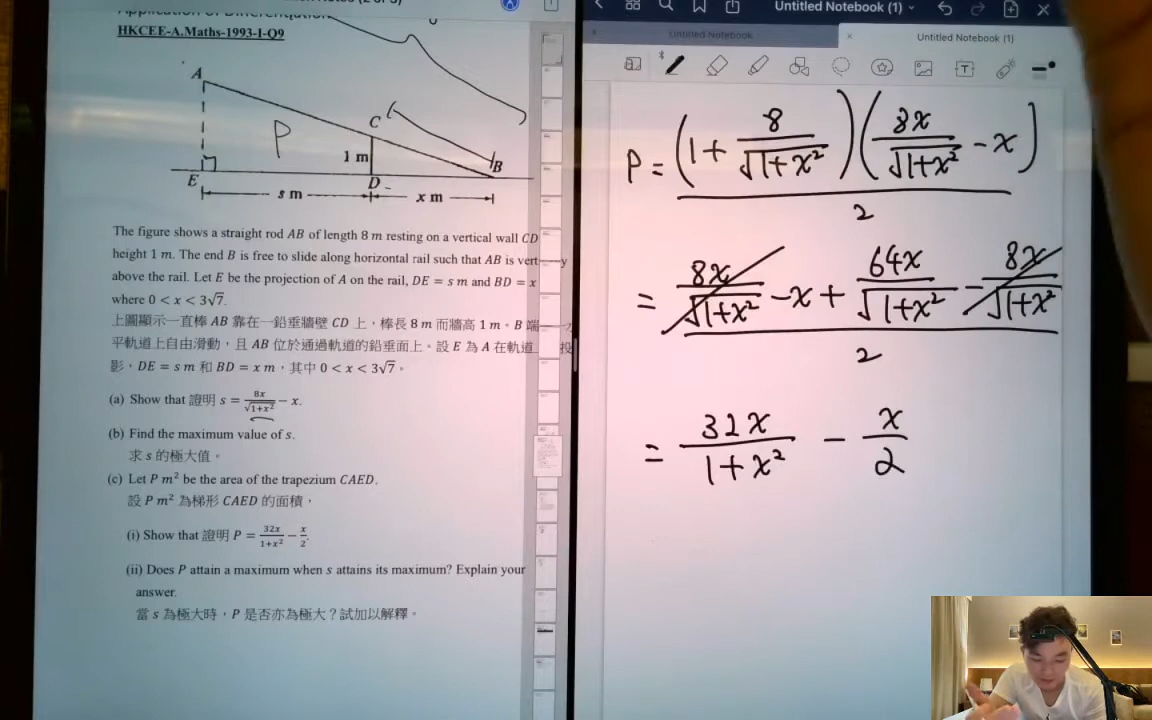 Application of Differentiation
HKCEE-A.Maths-1993-I-Q9
A
P
C
1 m
B
E
D
s m
x m
The figure shows a straight rod AB of length 8 m resting on a vertical wall CD
height 1 m. The end B is free to slide along horizontal rail such that AB is vert
above the rail. Let E be the projection of A on the rail, DE = s m and BD = x
where 0 < x < 3√7.
上圖顯示一直棒 AB 靠在一鉛垂牆壁 CD 上，棒長 8 m 而牆高 1 m。B 端
平軌道上自由滑動，且 AB 位於通過軌道的鉛垂面上。設 E 為 A 在軌道 投
影，DE = s m 和 BD = x m，其中 0 < x < 3√7。
(a) Show that 證明 s = 8x/√(1+x²) − x.
(b) Find the maximum value of s.
求 s 的極大值。
(c) Let P m² be the area of the trapezium CAED.
設 P m² 為梯形 CAED 的面積，
(i) Show that 證明 P = 32x/(1+x²) − x/2.
(ii) Does P attain a maximum when s attains its maximum? Explain your
answer.
當 s 為極大時，P 是否亦為極大？試加以解釋。
Untitled Notebook (1)
Untitled Notebook
Untitled Notebook (1)
P = (1 + 8/√(1+x²))(8x/√(1+x²) − x) / 2
= (8x/√(1+x²) − x + 64x/(√(1+x²)) − 8x/√(1+x²)) / 2
= 32x/(1+x²) − x/2